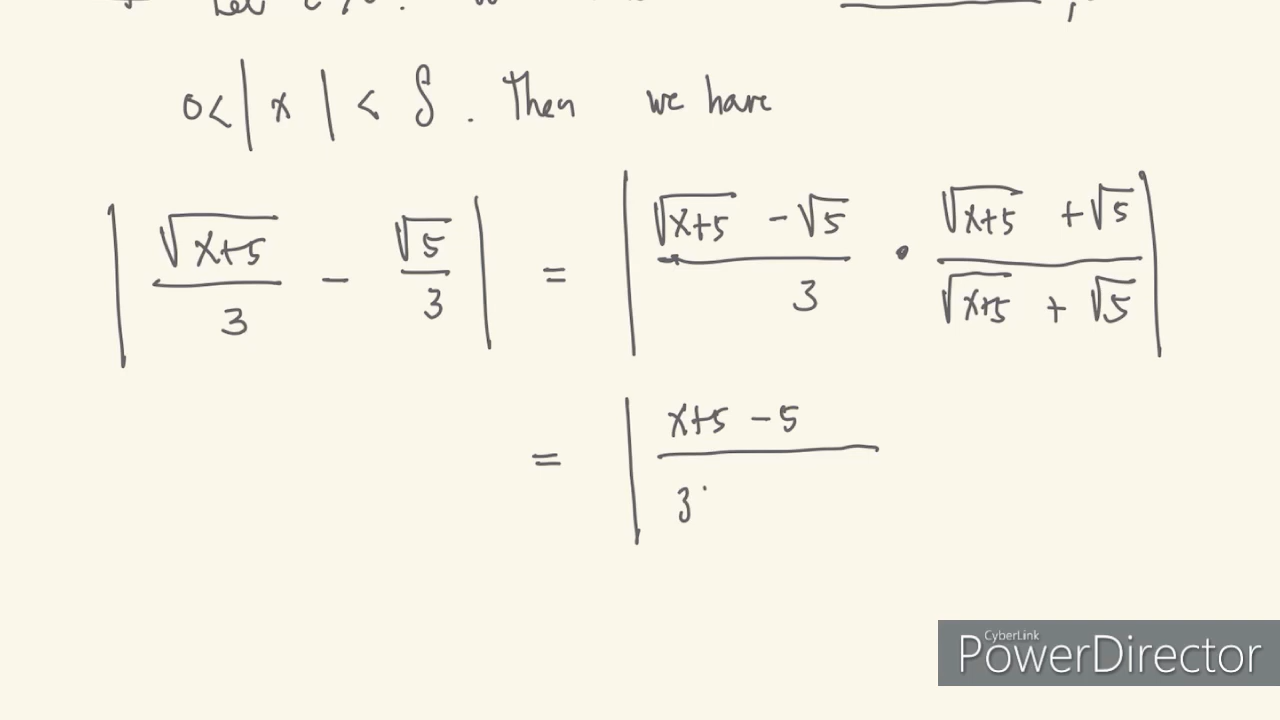 Let
0 < | x | < δ . Then we have
| √(x+5) / 3 − √5 / 3 | = | (√(x+5) − √5) / 3 · (√(x+5) + √5) / (√(x+5) + √5) |
= | (x+5 − 5) / 3·
CyberLink
PowerDirector